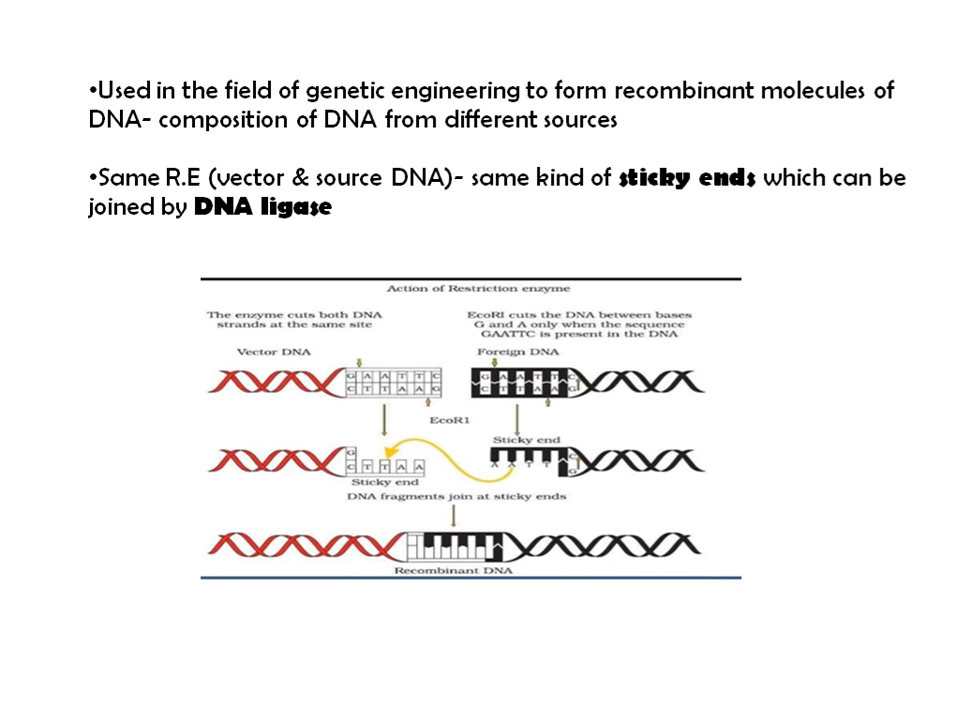 •Used in the field of genetic engineering to form recombinant molecules of
DNA- composition of DNA from different sources
•Same R.E (vector & source DNA)- same kind of sticky ends which can be
joined by DNA ligase
Action of Restriction enzyme
The enzyme cuts both DNA
strands at the same site
EcoRI cuts the DNA between bases
G and A only when the sequence
GAATTC is present in the DNA
Vector DNA
Foreign DNA
G A A T T C
C T T A A G
G A A T T C
C T T A A G
EcoR1
Sticky end
G
C T T A A
A A T T C
G
Sticky end
DNA fragments join at sticky ends
Recombinant DNA